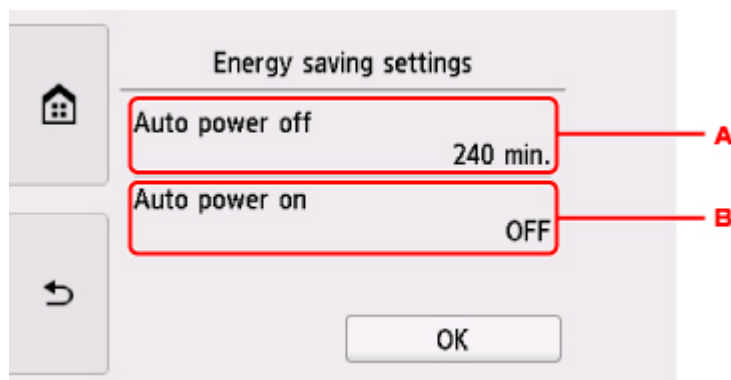 Energy saving settings
Auto power off
240 min.
A
Auto power on
OFF
B
OK